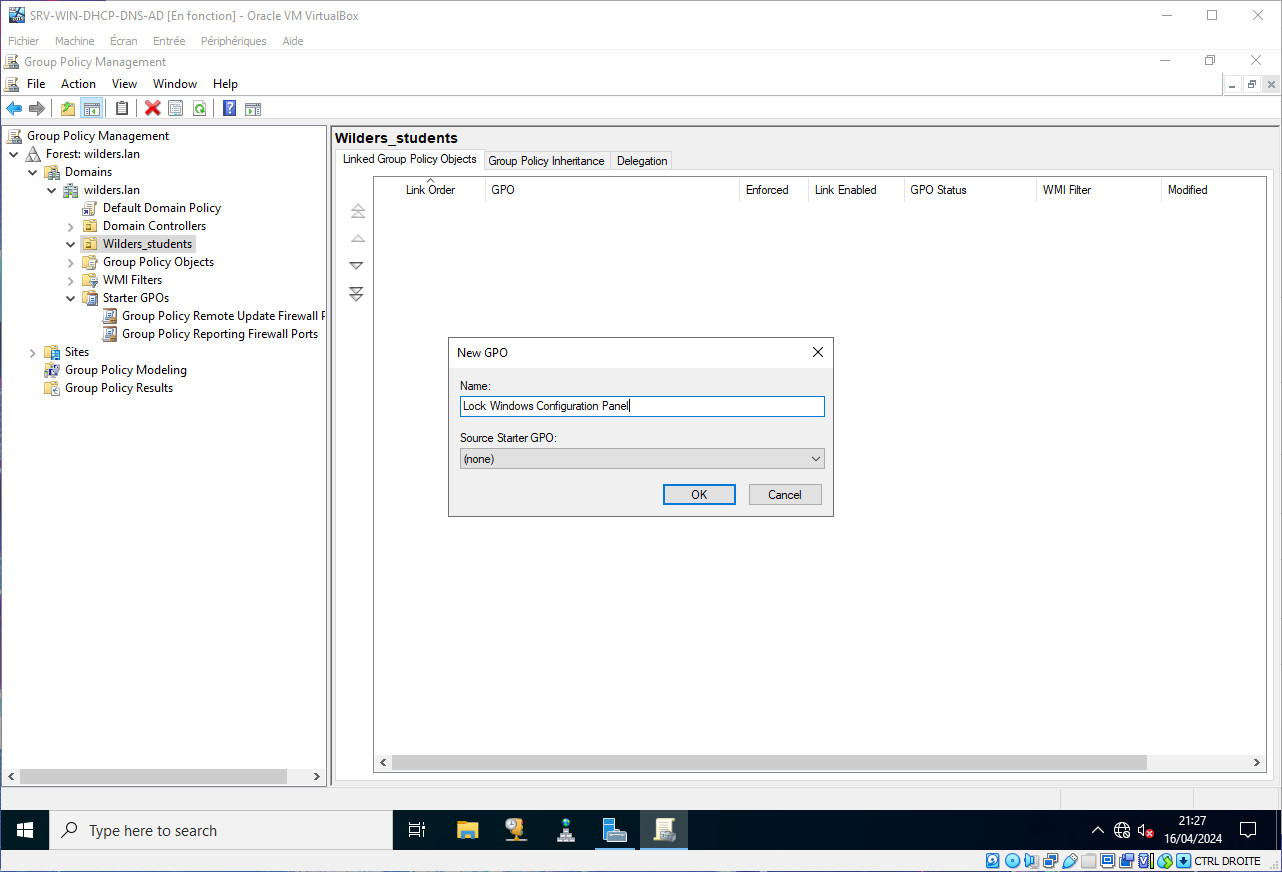 SRV-WIN-DHCP-DNS-AD [En fonction] - Oracle VM VirtualBox
Fichier Machine Écran Entrée Périphériques Aide
Group Policy Management
File Action View Window Help
Group Policy Management
Forest: wilders.lan
Domains
wilders.lan
Default Domain Policy
Domain Controllers
Wilders_students
Group Policy Objects
WMI Filters
Starter GPOs
Group Policy Remote Update Firewall P
Group Policy Reporting Firewall Ports
Sites
Group Policy Modeling
Group Policy Results
Wilders_students
Linked Group Policy Objects Group Policy Inheritance Delegation
Link Order GPO Enforced Link Enabled GPO Status WMI Filter Modified
New GPO
Name:
Lock Windows Configuration Panel
Source Starter GPO:
(none)
OK Cancel
Type here to search
21:27
16/04/2024
CTRL DROITE